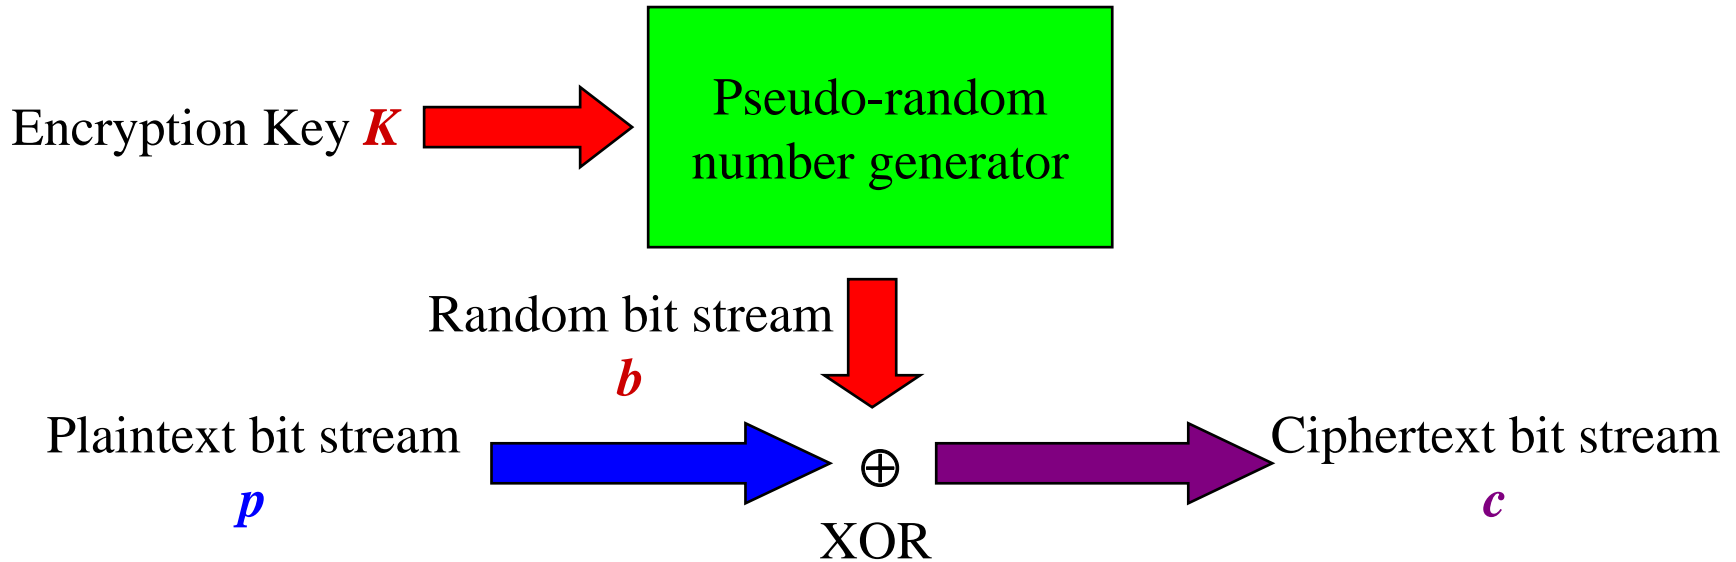 Pseudo-random
number generator
Encryption Key K
Random bit stream
b
Plaintext bit stream
p
⊕
XOR
Ciphertext bit stream
c